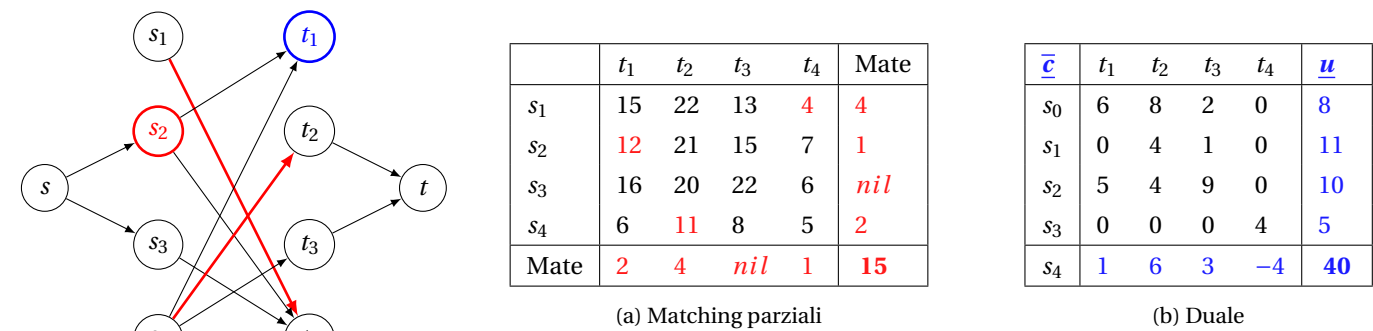 s₁ t₁
s₂ t₂
s t
s₃ t₃
t₁ t₂ t₃ t₄ Mate
s₁ 15 22 13 4 4
s₂ 12 21 15 7 1
s₃ 16 20 22 6 nil
s₄ 6 11 8 5 2
Mate 2 4 nil 1 15
(a) Matching parziali
c̅ t₁ t₂ t₃ t₄ u
s₀ 6 8 2 0 8
s₁ 0 4 1 0 11
s₂ 5 4 9 0 10
s₃ 0 0 0 4 5
s₄ 1 6 3 −4 40
(b) Duale